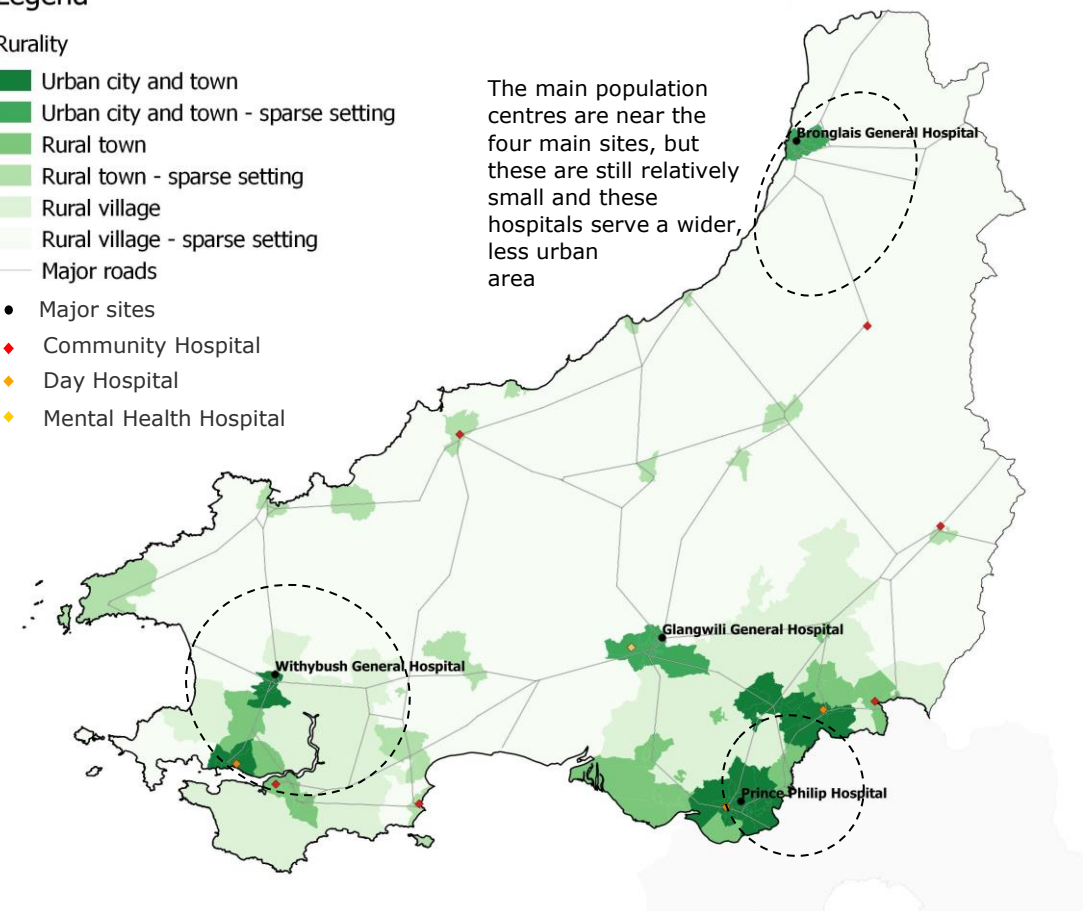 Legend
Rurality
Urban city and town
Urban city and town - sparse setting
Rural town
Rural town - sparse setting
Rural village
Rural village - sparse setting
Major roads
Major sites
Community Hospital
Day Hospital
Mental Health Hospital
The main population
centres are near the
four main sites, but
these are still relatively
small and these
hospitals serve a wider,
less urban
area
Bronglais General Hospital
Glangwili General Hospital
Withybush General Hospital
Prince Philip Hospital